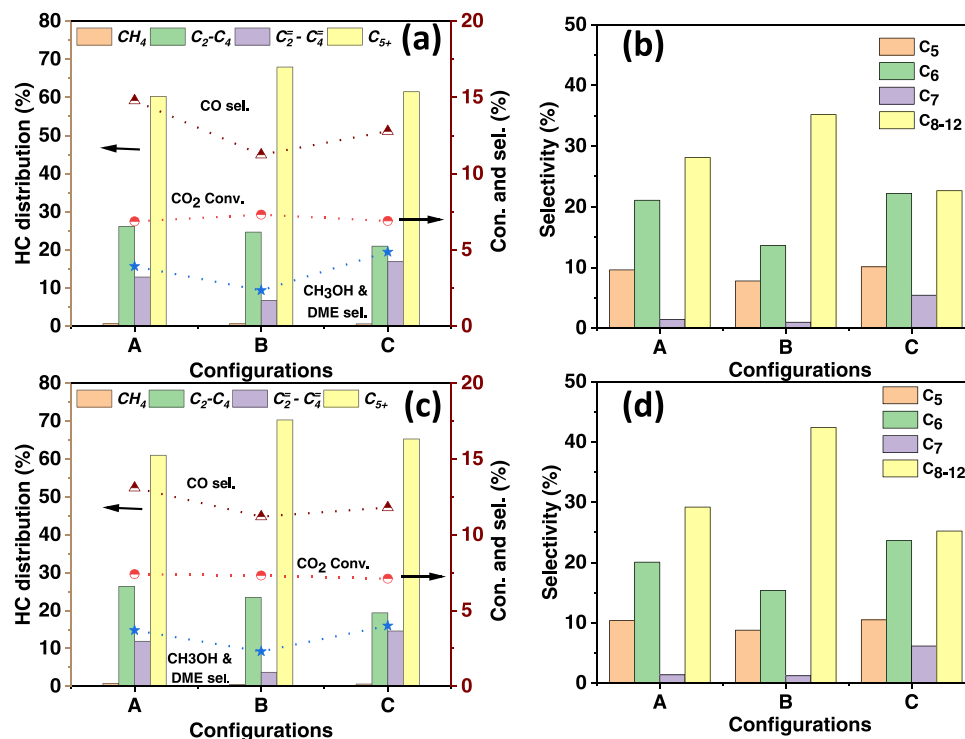 CH4 C2-C4 C2=- C4= C5+ (a)
HC distribution (%)
80
70
60
50
40
30
20
10
0
CO sel.
CO2 Conv.
CH3OH &
DME sel.
20
15
10
5
0
Con. and sel. (%)
A B C
Configurations
(b)
Selectivity (%)
50
40
30
20
10
0
C5
C6
C7
C8-12
A B C
Configurations
CH4 C2-C4 C2=- C4= C5+ (c)
HC distribution (%)
80
70
60
50
40
30
20
10
0
CO sel.
CO2 Conv.
CH3OH &
DME sel.
20
15
10
5
0
Con. and sel. (%)
A B C
Configurations
(d)
Selectivity (%)
50
40
30
20
10
0
C5
C6
C7
C8-12
A B C
Configurations